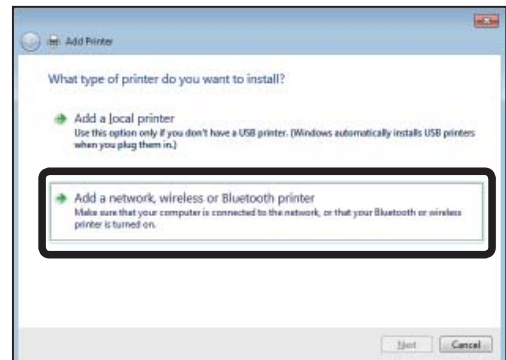 Add Printer
What type of printer do you want to install?
Add a local printer
Use this option only if you don't have a USB printer. (Windows automatically installs USB printers
when you plug them in.)
Add a network, wireless or Bluetooth printer
Make sure that your computer is connected to the network, or that your Bluetooth or wireless
printer is turned on.
Next Cancel